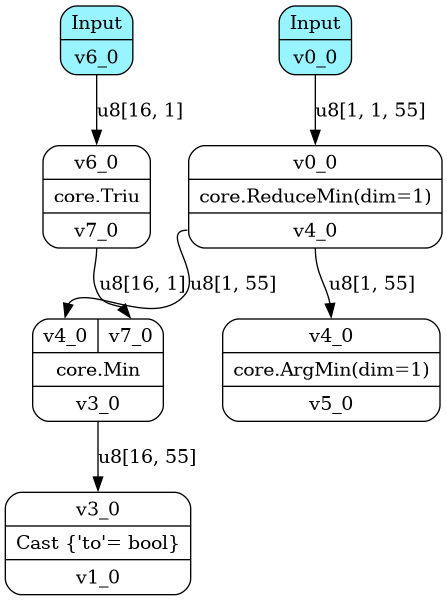 Input
v6_0
Input
v0_0
u8[16, 1]
u8[1, 1, 55]
v6_0
core.Triu
v7_0
v0_0
core.ReduceMin(dim=1)
v4_0
u8[16, 1]
u8[1, 55]
u8[1, 55]
v4_0
v7_0
core.Min
v3_0
v4_0
core.ArgMin(dim=1)
v5_0
u8[16, 55]
v3_0
Cast {'to'= bool}
v1_0